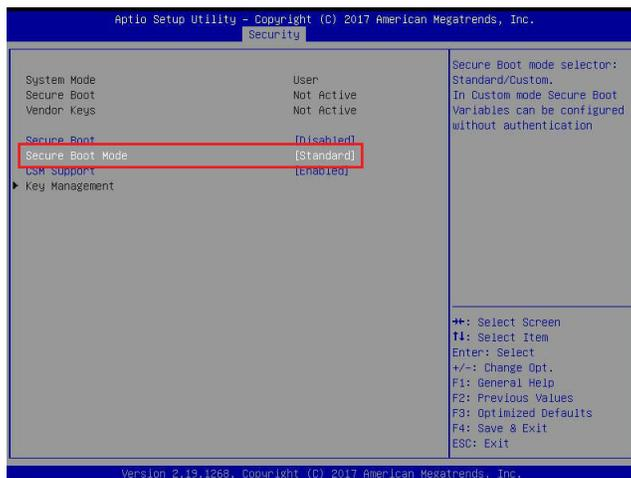 Aptio Setup Utility – Copyright (C) 2017 American Megatrends, Inc.
Security
System Mode User
Secure Boot Not Active
Vendor Keys Not Active
Secure Boot [Disabled]
Secure Boot Mode [Standard]
CSM Support [Enabled]
Key Management
Secure Boot mode selector:
Standard/Custom.
In Custom mode Secure Boot
Variables can be configured
without authentication
→←: Select Screen
↑↓: Select Item
Enter: Select
+/-: Change Opt.
F1: General Help
F2: Previous Values
F3: Optimized Defaults
F4: Save & Exit
ESC: Exit
Version 2.19.1268. Copyright (C) 2017 American Megatrends, Inc.